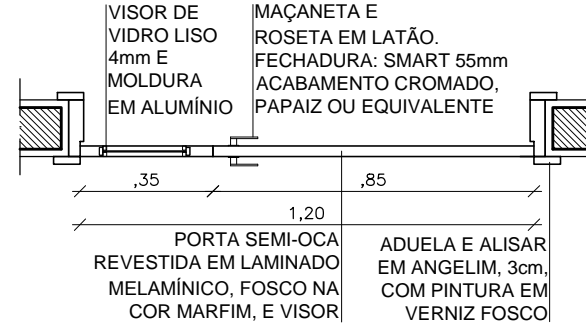 VISOR DE
VIDRO LISO
4mm E
MOLDURA
EM ALUMÍNIO
MAÇANETA E
ROSETA EM LATÃO.
FECHADURA: SMART 55mm
ACABAMENTO CROMADO,
PAPAIZ OU EQUIVALENTE
,35
,85
1,20
PORTA SEMI-OCA
REVESTIDA EM LAMINADO
MELAMÍNICO, FOSCO NA
COR MARFIM, E VISOR
ADUELA E ALISAR
EM ANGELIM, 3cm,
COM PINTURA EM
VERNIZ FOSCO